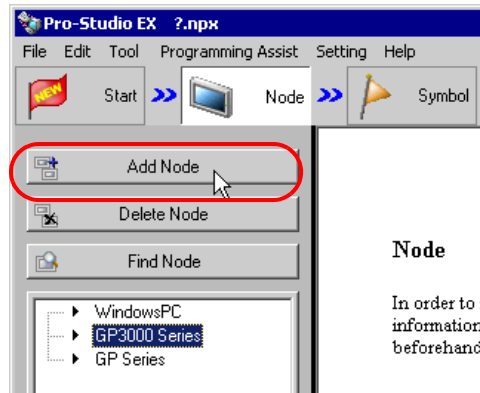 Pro-Studio EX ?.npx
File Edit Tool Programming Assist Setting Help
NEW Start Node Symbol
Add Node
Delete Node
Find Node
Node
In order to
information
beforehand
WindowsPC
GP3000 Series
GP Series